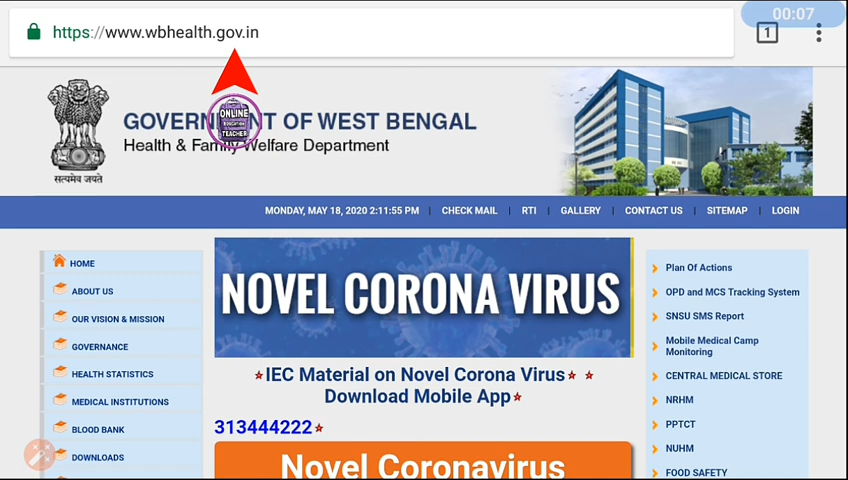 00:07
https://www.wbhealth.gov.in
1
ONLINE
EDUCATION
TEACHER
GOVERNMENT OF WEST BENGAL
Health & Family Welfare Department
सत्यमेव जयते
MONDAY, MAY 18, 2020 2:11:55 PM | CHECK MAIL | RTI | GALLERY | CONTACT US | SITEMAP | LOGIN
HOME
ABOUT US
OUR VISION & MISSION
GOVERNANCE
HEALTH STATISTICS
MEDICAL INSTITUTIONS
BLOOD BANK
DOWNLOADS
NOVEL CORONA VIRUS
IEC Material on Novel Corona Virus
Download Mobile App
313444222
Novel Coronavirus
Plan Of Actions
OPD and MCS Tracking System
SNSU SMS Report
Mobile Medical Camp
Monitoring
CENTRAL MEDICAL STORE
NRHM
PPTCT
NUHM
FOOD SAFETY